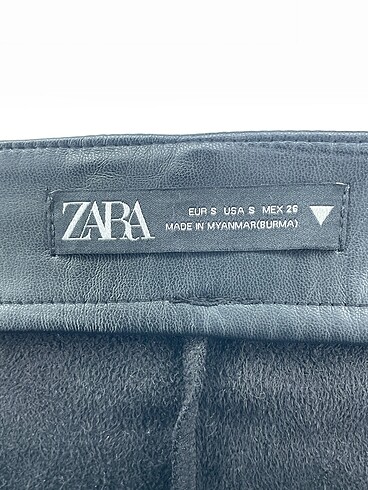 ZARA
EUR S USA S MEX 26
MADE IN MYANMAR(BURMA)